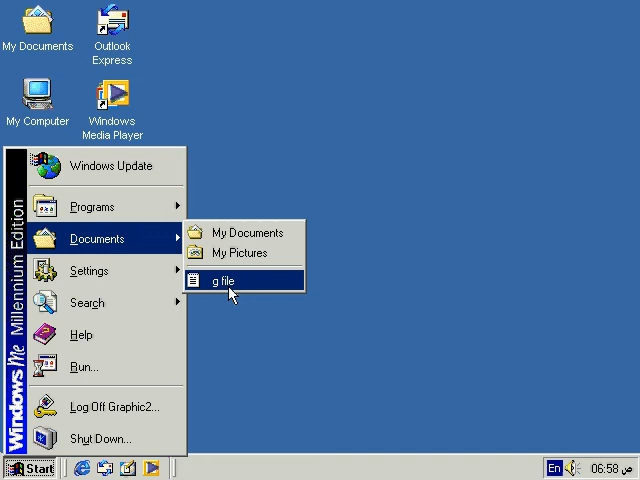 My Documents
Outlook
Express
My Computer
Windows
Media Player
Windows Me Millennium Edition
Windows Update
Programs
Documents
Settings
Search
Help
Run...
Log Off Graphic2...
Shut Down...
My Documents
My Pictures
g file
Start
En
06:58 ص